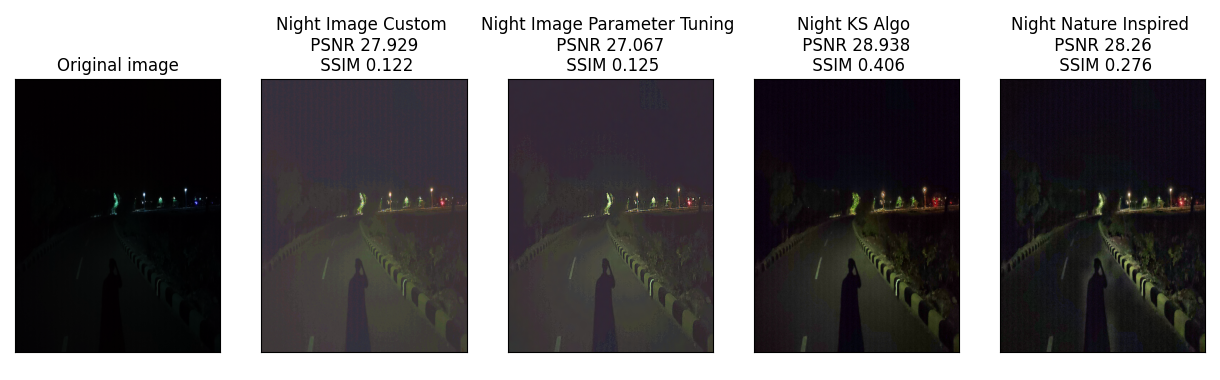 Original image
Night Image Custom
PSNR 27.929
SSIM 0.122
Night Image Parameter Tuning
PSNR 27.067
SSIM 0.125
Night KS Algo
PSNR 28.938
SSIM 0.406
Night Nature Inspired
PSNR 28.26
SSIM 0.276